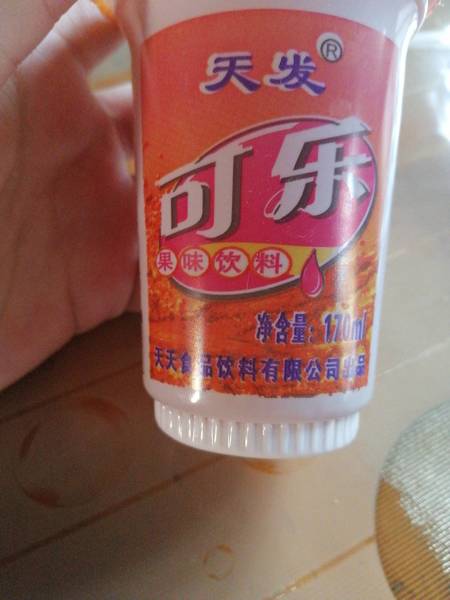 天发®
可乐
果味饮料
净含量：170ml
天天食品饮料有限公司出品